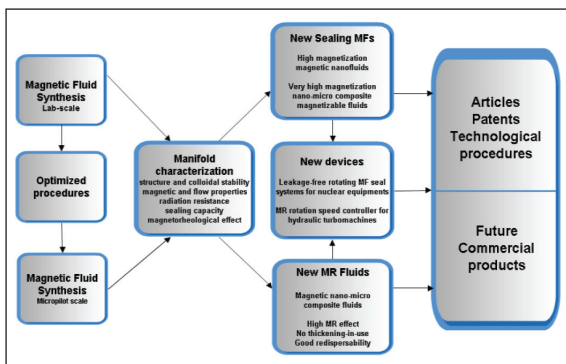 Magnetic Fluid
Synthesis
Lab-scale
Optimized
procedures
Magnetic Fluid
Synthesis
Micropilot scale
Manifold
characterization
structure and colloidal stability
magnetic and flow properties
radiation resistance
sealing capacity
magnetorheological effect
New Sealing MFs
High magnetization
magnetic nanofluids
Very high magnetization
nano-micro composite
magnetizable fluids
New devices
Leakage-free rotating MF seal
systems for nuclear equipments
MR rotation speed controller for
hydraulic turbomachines
New MR Fluids
Magnetic nano-micro
composite fluids
High MR effect
No thickening-in-use
Good redispersability
Articles
Patents
Technological
procedures
Future
Commercial
products